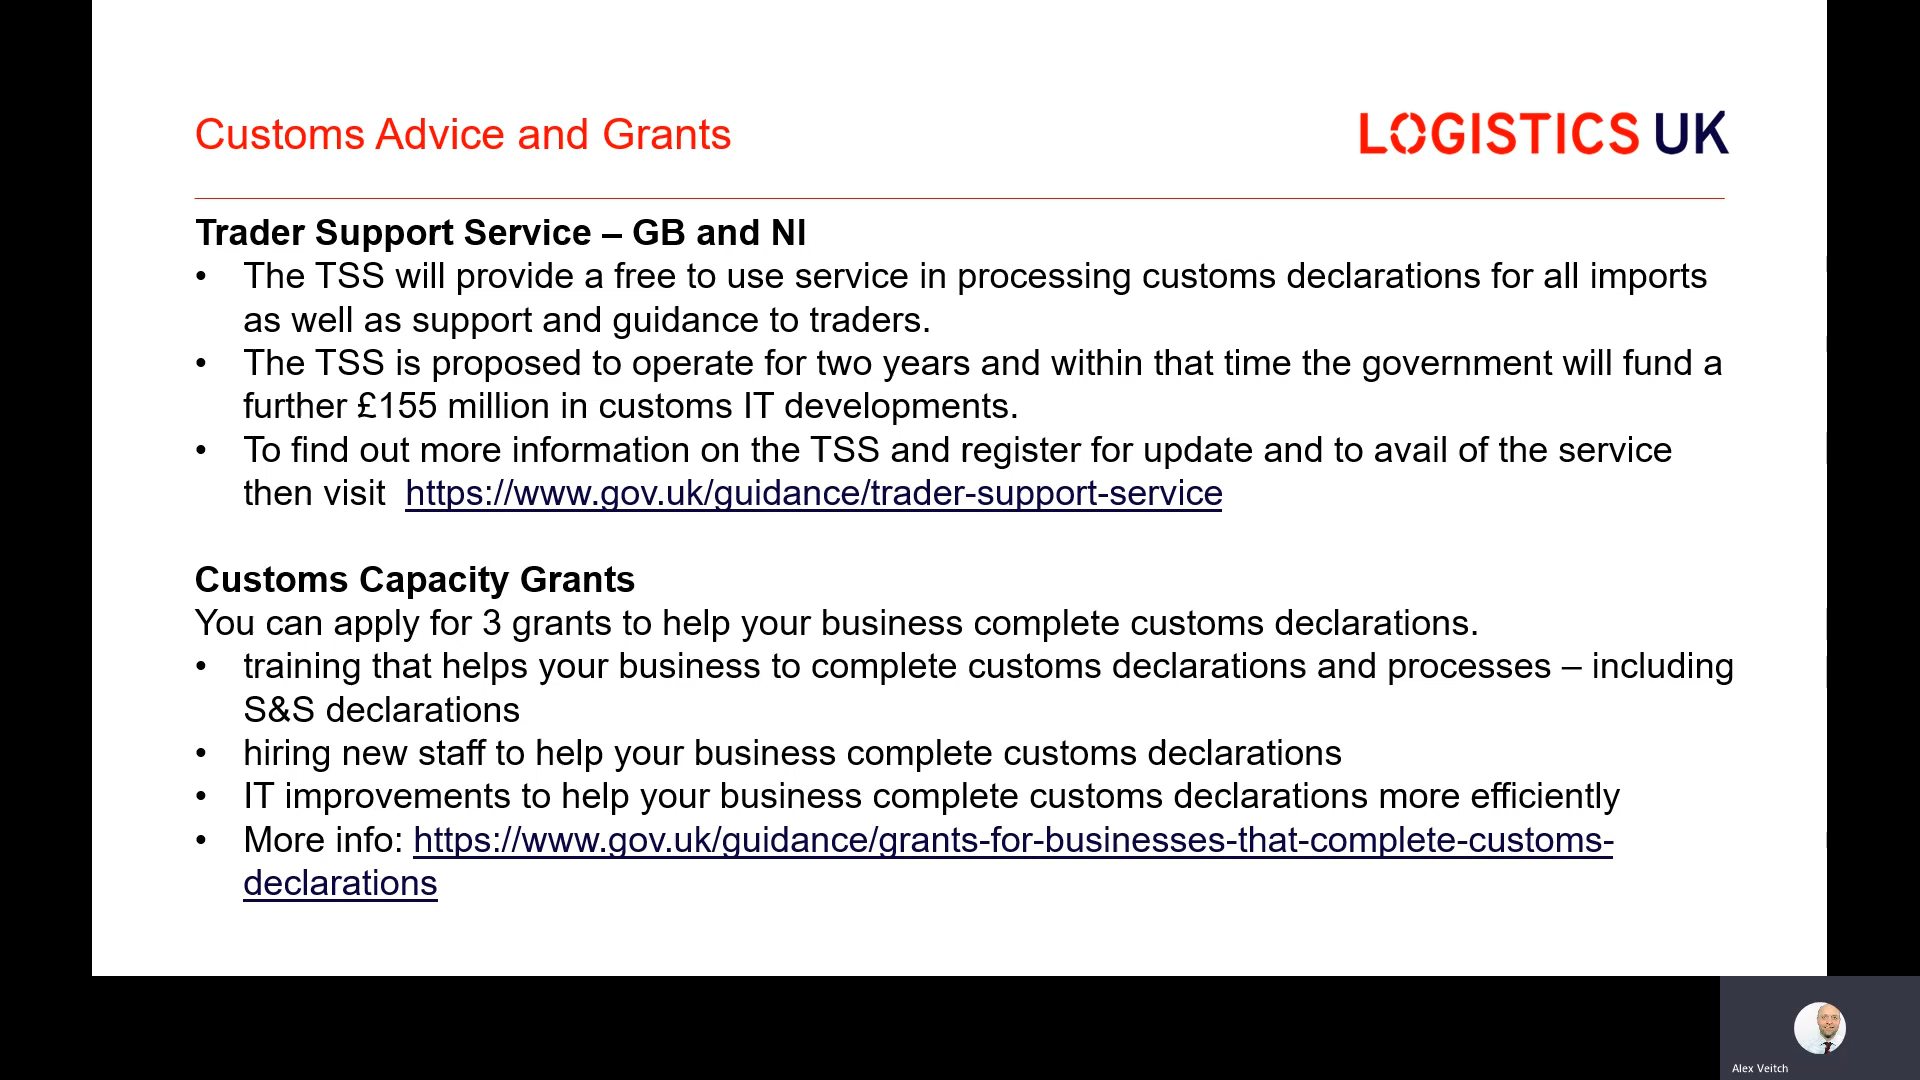 Customs Advice and Grants
LOGISTICS UK
Trader Support Service – GB and NI
• The TSS will provide a free to use service in processing customs declarations for all imports
as well as support and guidance to traders.
• The TSS is proposed to operate for two years and within that time the government will fund a
further £155 million in customs IT developments.
• To find out more information on the TSS and register for update and to avail of the service
then visit  https://www.gov.uk/guidance/trader-support-service
Customs Capacity Grants
You can apply for 3 grants to help your business complete customs declarations.
• training that helps your business to complete customs declarations and processes – including
S&S declarations
• hiring new staff to help your business complete customs declarations
• IT improvements to help your business complete customs declarations more efficiently
• More info: https://www.gov.uk/guidance/grants-for-businesses-that-complete-customs-
declarations
Alex Veitch